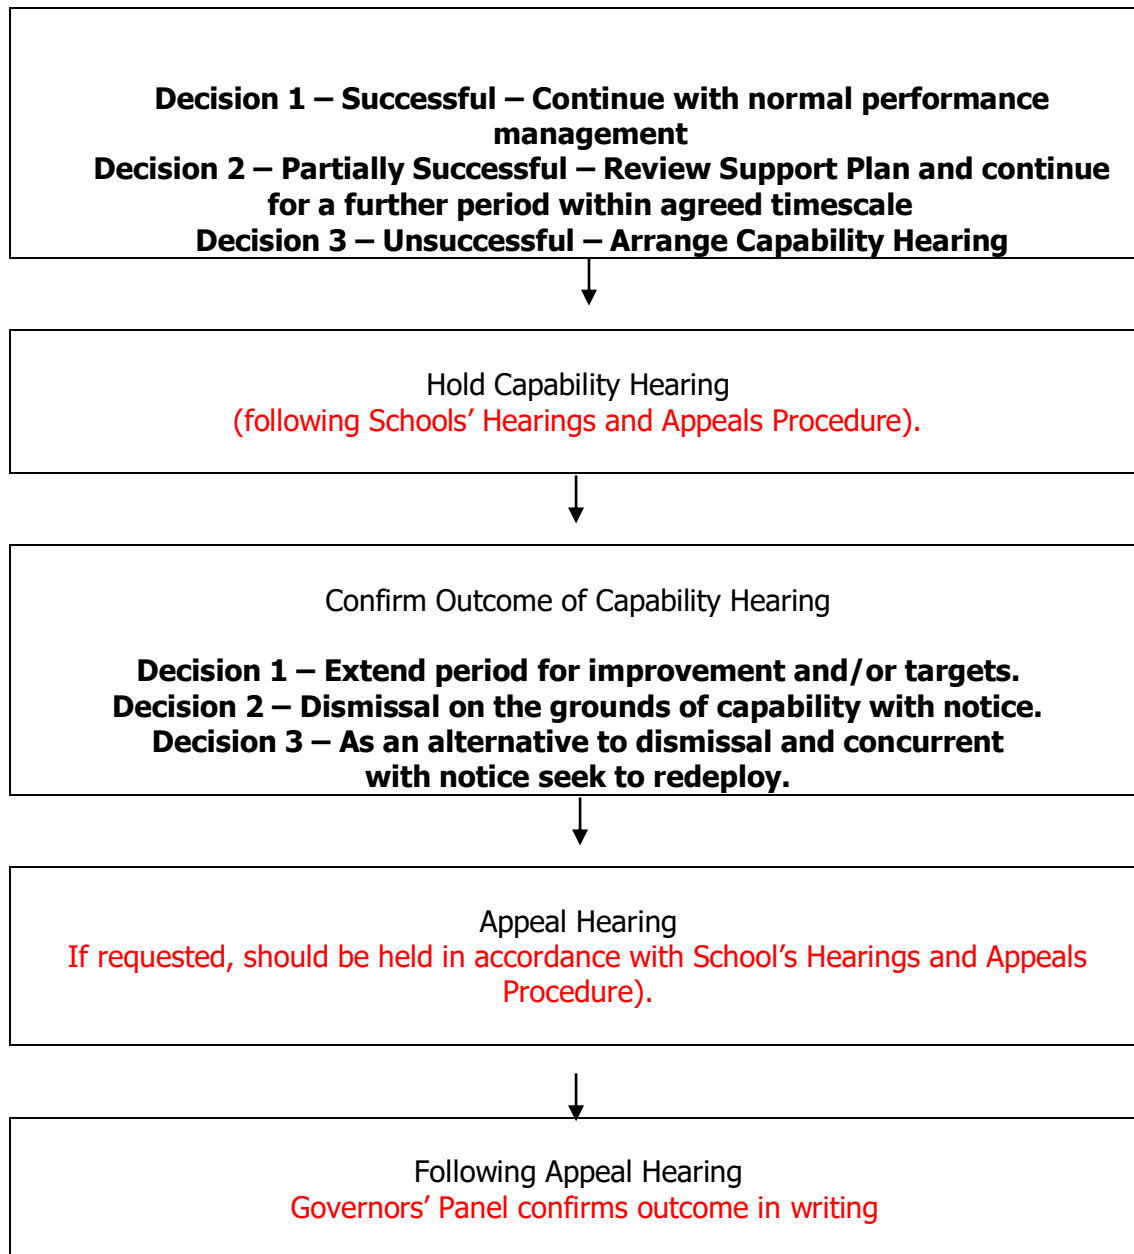 Decision 1 – Successful – Continue with normal performance
management
Decision 2 – Partially Successful – Review Support Plan and continue
for a further period within agreed timescale
Decision 3 – Unsuccessful – Arrange Capability Hearing
Hold Capability Hearing
(following Schools’ Hearings and Appeals Procedure).
Confirm Outcome of Capability Hearing
Decision 1 – Extend period for improvement and/or targets.
Decision 2 – Dismissal on the grounds of capability with notice.
Decision 3 – As an alternative to dismissal and concurrent
with notice seek to redeploy.
Appeal Hearing
If requested, should be held in accordance with School’s Hearings and Appeals
Procedure).
Following Appeal Hearing
Governors’ Panel confirms outcome in writing